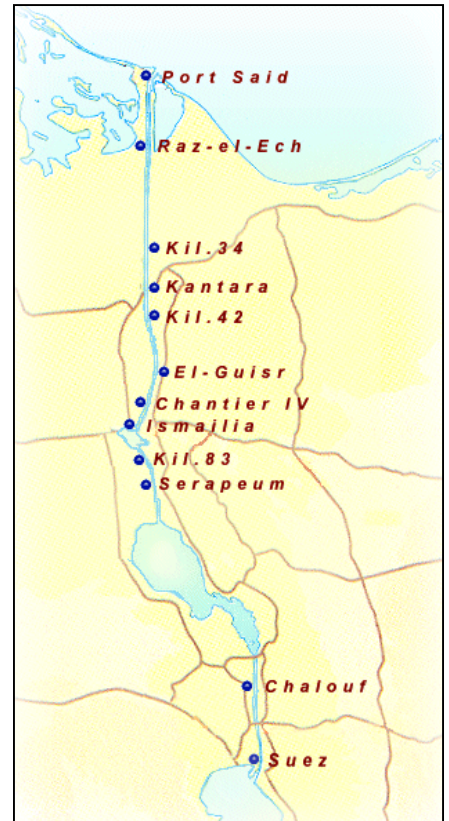 Port Said
Raz-el-Ech
Kil.34
Kantara
Kil.42
El-Guisr
Chantier IV
Ismailia
Kil.83
Serapeum
Chalouf
Suez